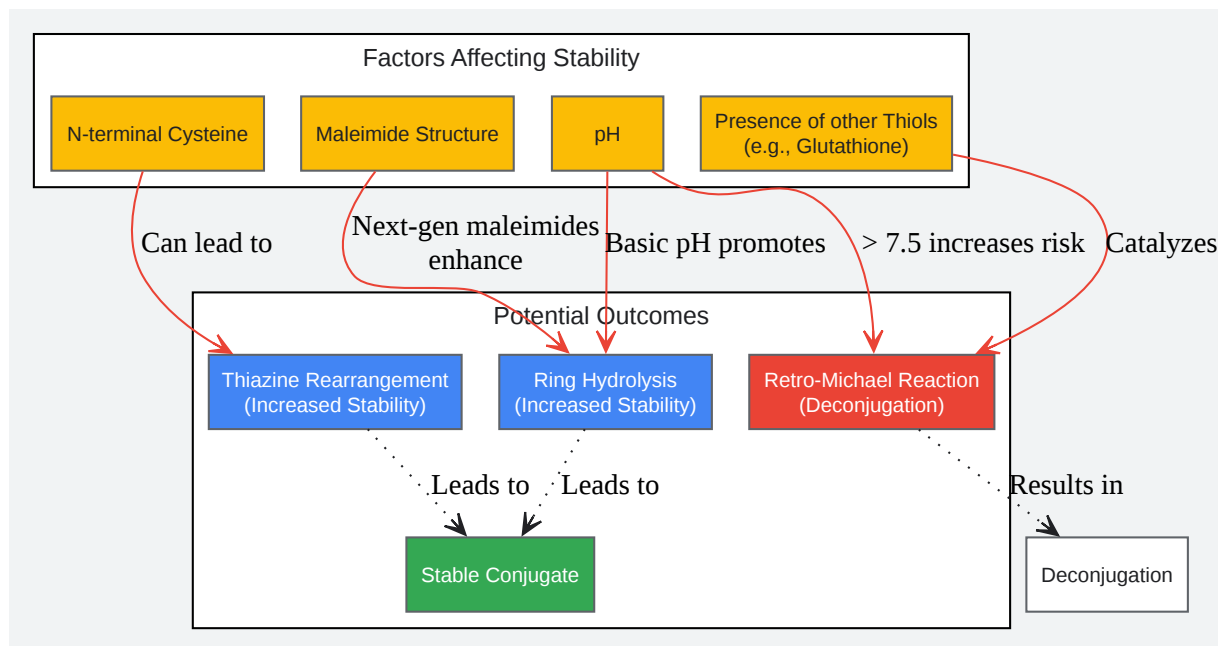 Factors Affecting Stability
N-terminal Cysteine
Maleimide Structure
pH
Presence of other Thiols
(e.g., Glutathione)
Can lead to
Next-gen maleimides
enhance
Basic pH promotes
> 7.5 increases risk
Catalyzes
Potential Outcomes
Thiazine Rearrangement
(Increased Stability)
Ring Hydrolysis
(Increased Stability)
Retro-Michael Reaction
(Deconjugation)
Leads to
Leads to
Results in
Stable Conjugate
Deconjugation